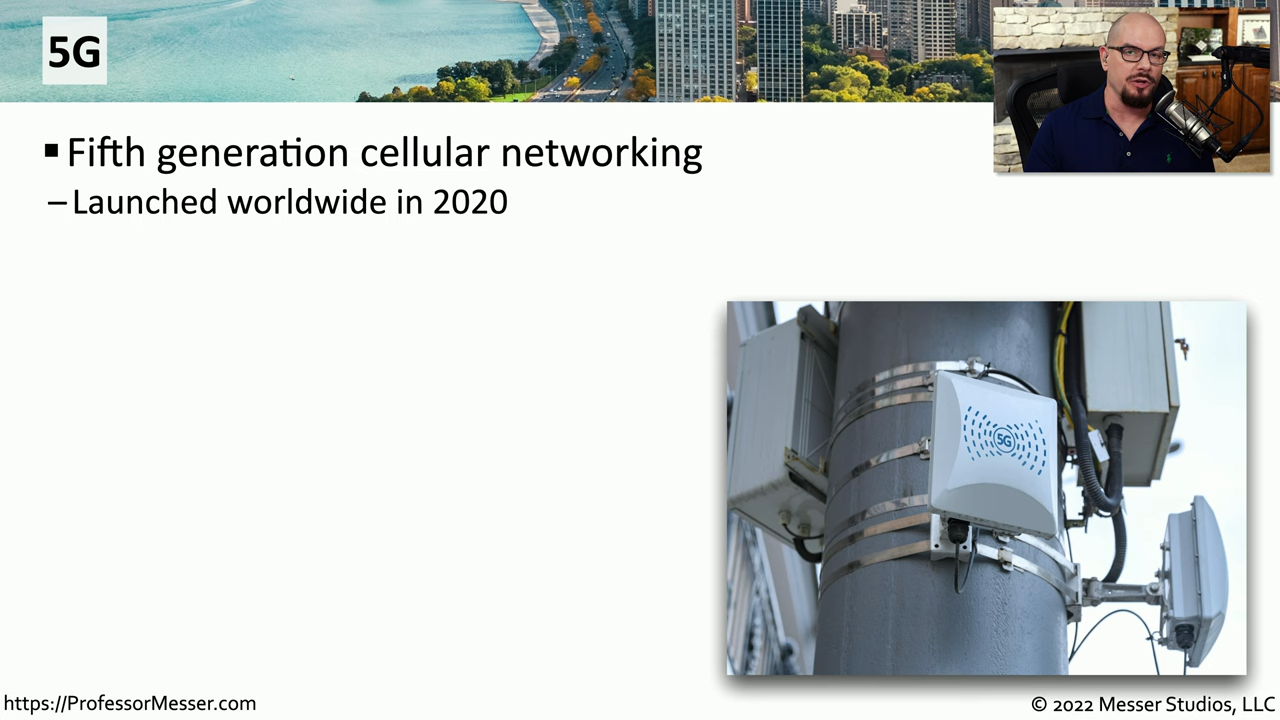 5G
▪ Fifth generation cellular networking
– Launched worldwide in 2020
5G
https://ProfessorMesser.com
© 2022 Messer Studios, LLC